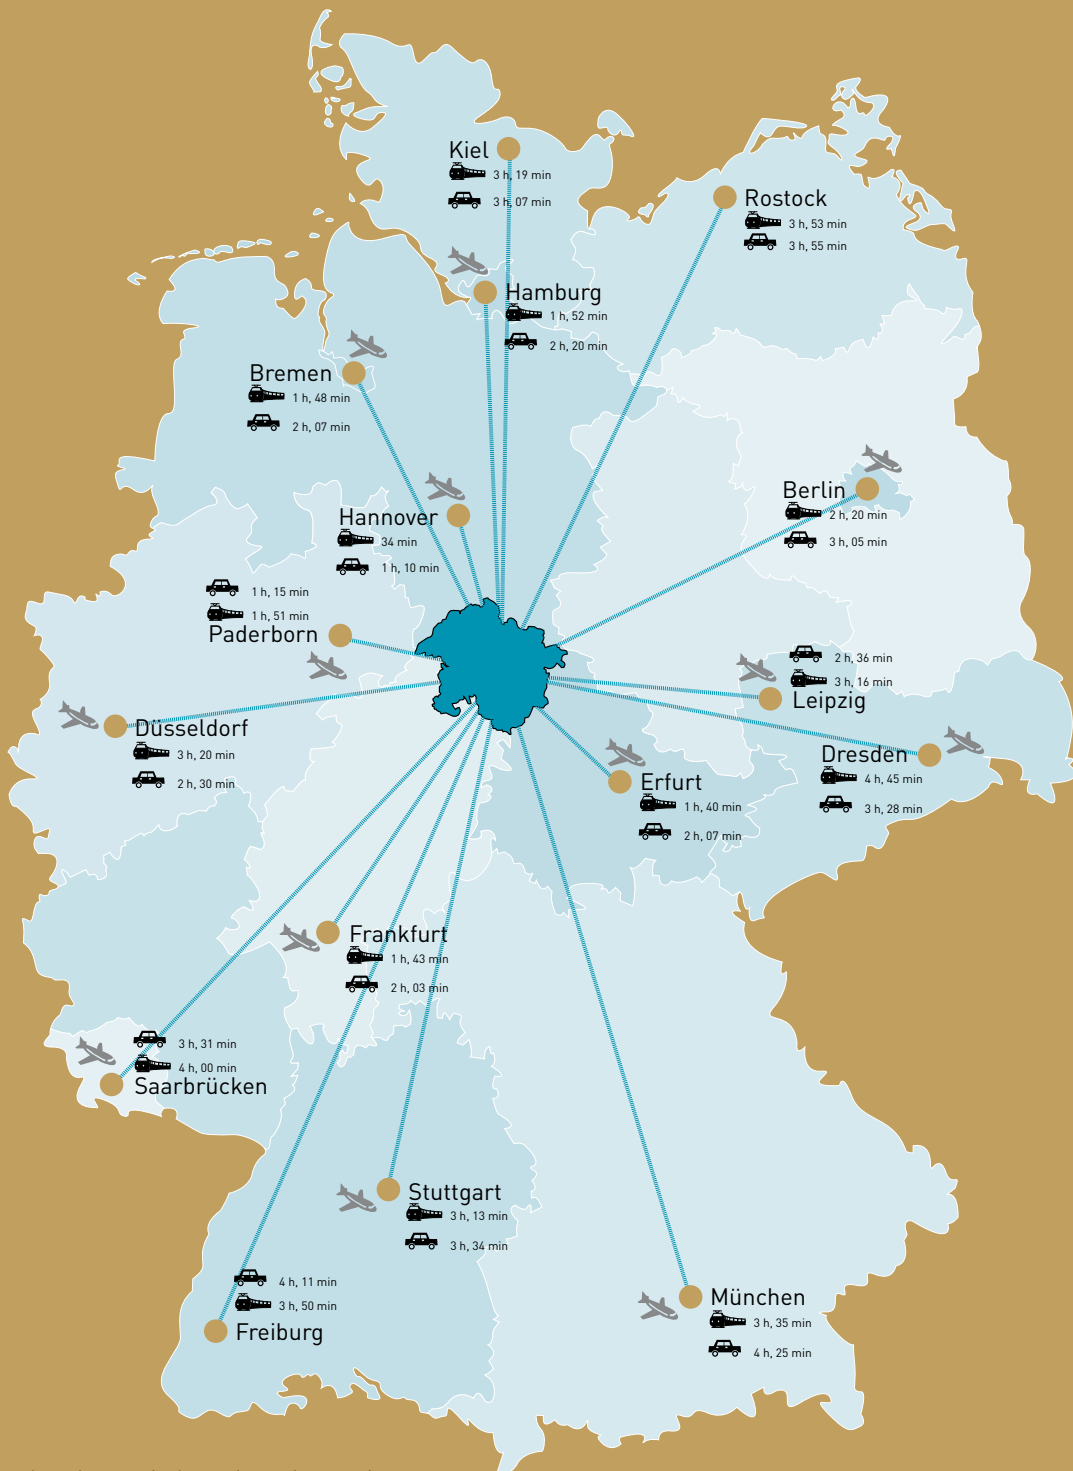 Kiel
3 h, 19 min
3 h, 07 min
Rostock
3 h, 53 min
3 h, 55 min
Hamburg
1 h, 52 min
2 h, 20 min
Bremen
1 h, 48 min
2 h, 07 min
Berlin
2 h, 20 min
3 h, 05 min
Hannover
34 min
1 h, 10 min
1 h, 15 min
1 h, 51 min
Paderborn
2 h, 36 min
3 h, 16 min
Leipzig
Düsseldorf
3 h, 20 min
2 h, 30 min
Dresden
4 h, 45 min
3 h, 28 min
Erfurt
1 h, 40 min
2 h, 07 min
Frankfurt
1 h, 43 min
2 h, 03 min
3 h, 31 min
4 h, 00 min
Saarbrücken
Stuttgart
3 h, 13 min
3 h, 34 min
4 h, 11 min
3 h, 50 min
Freiburg
München
3 h, 35 min
4 h, 25 min